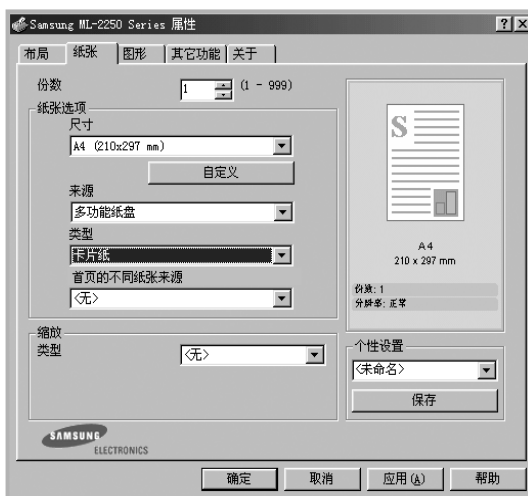 Samsung ML-2250 Series 属性
布局 纸张 图形 其它功能 关于
份数 1 (1 - 999)
纸张选项
尺寸
A4 (210x297 mm)
自定义
来源
多功能纸盘
类型
卡片纸
首页的不同纸张来源
<无>
S
A4
210 x 297 mm
份数: 1
分辨率: 正常
缩放
类型 <无>
个性设置
<未命名>
保存
SAMSUNG
ELECTRONICS
确定 取消 应用(A) 帮助